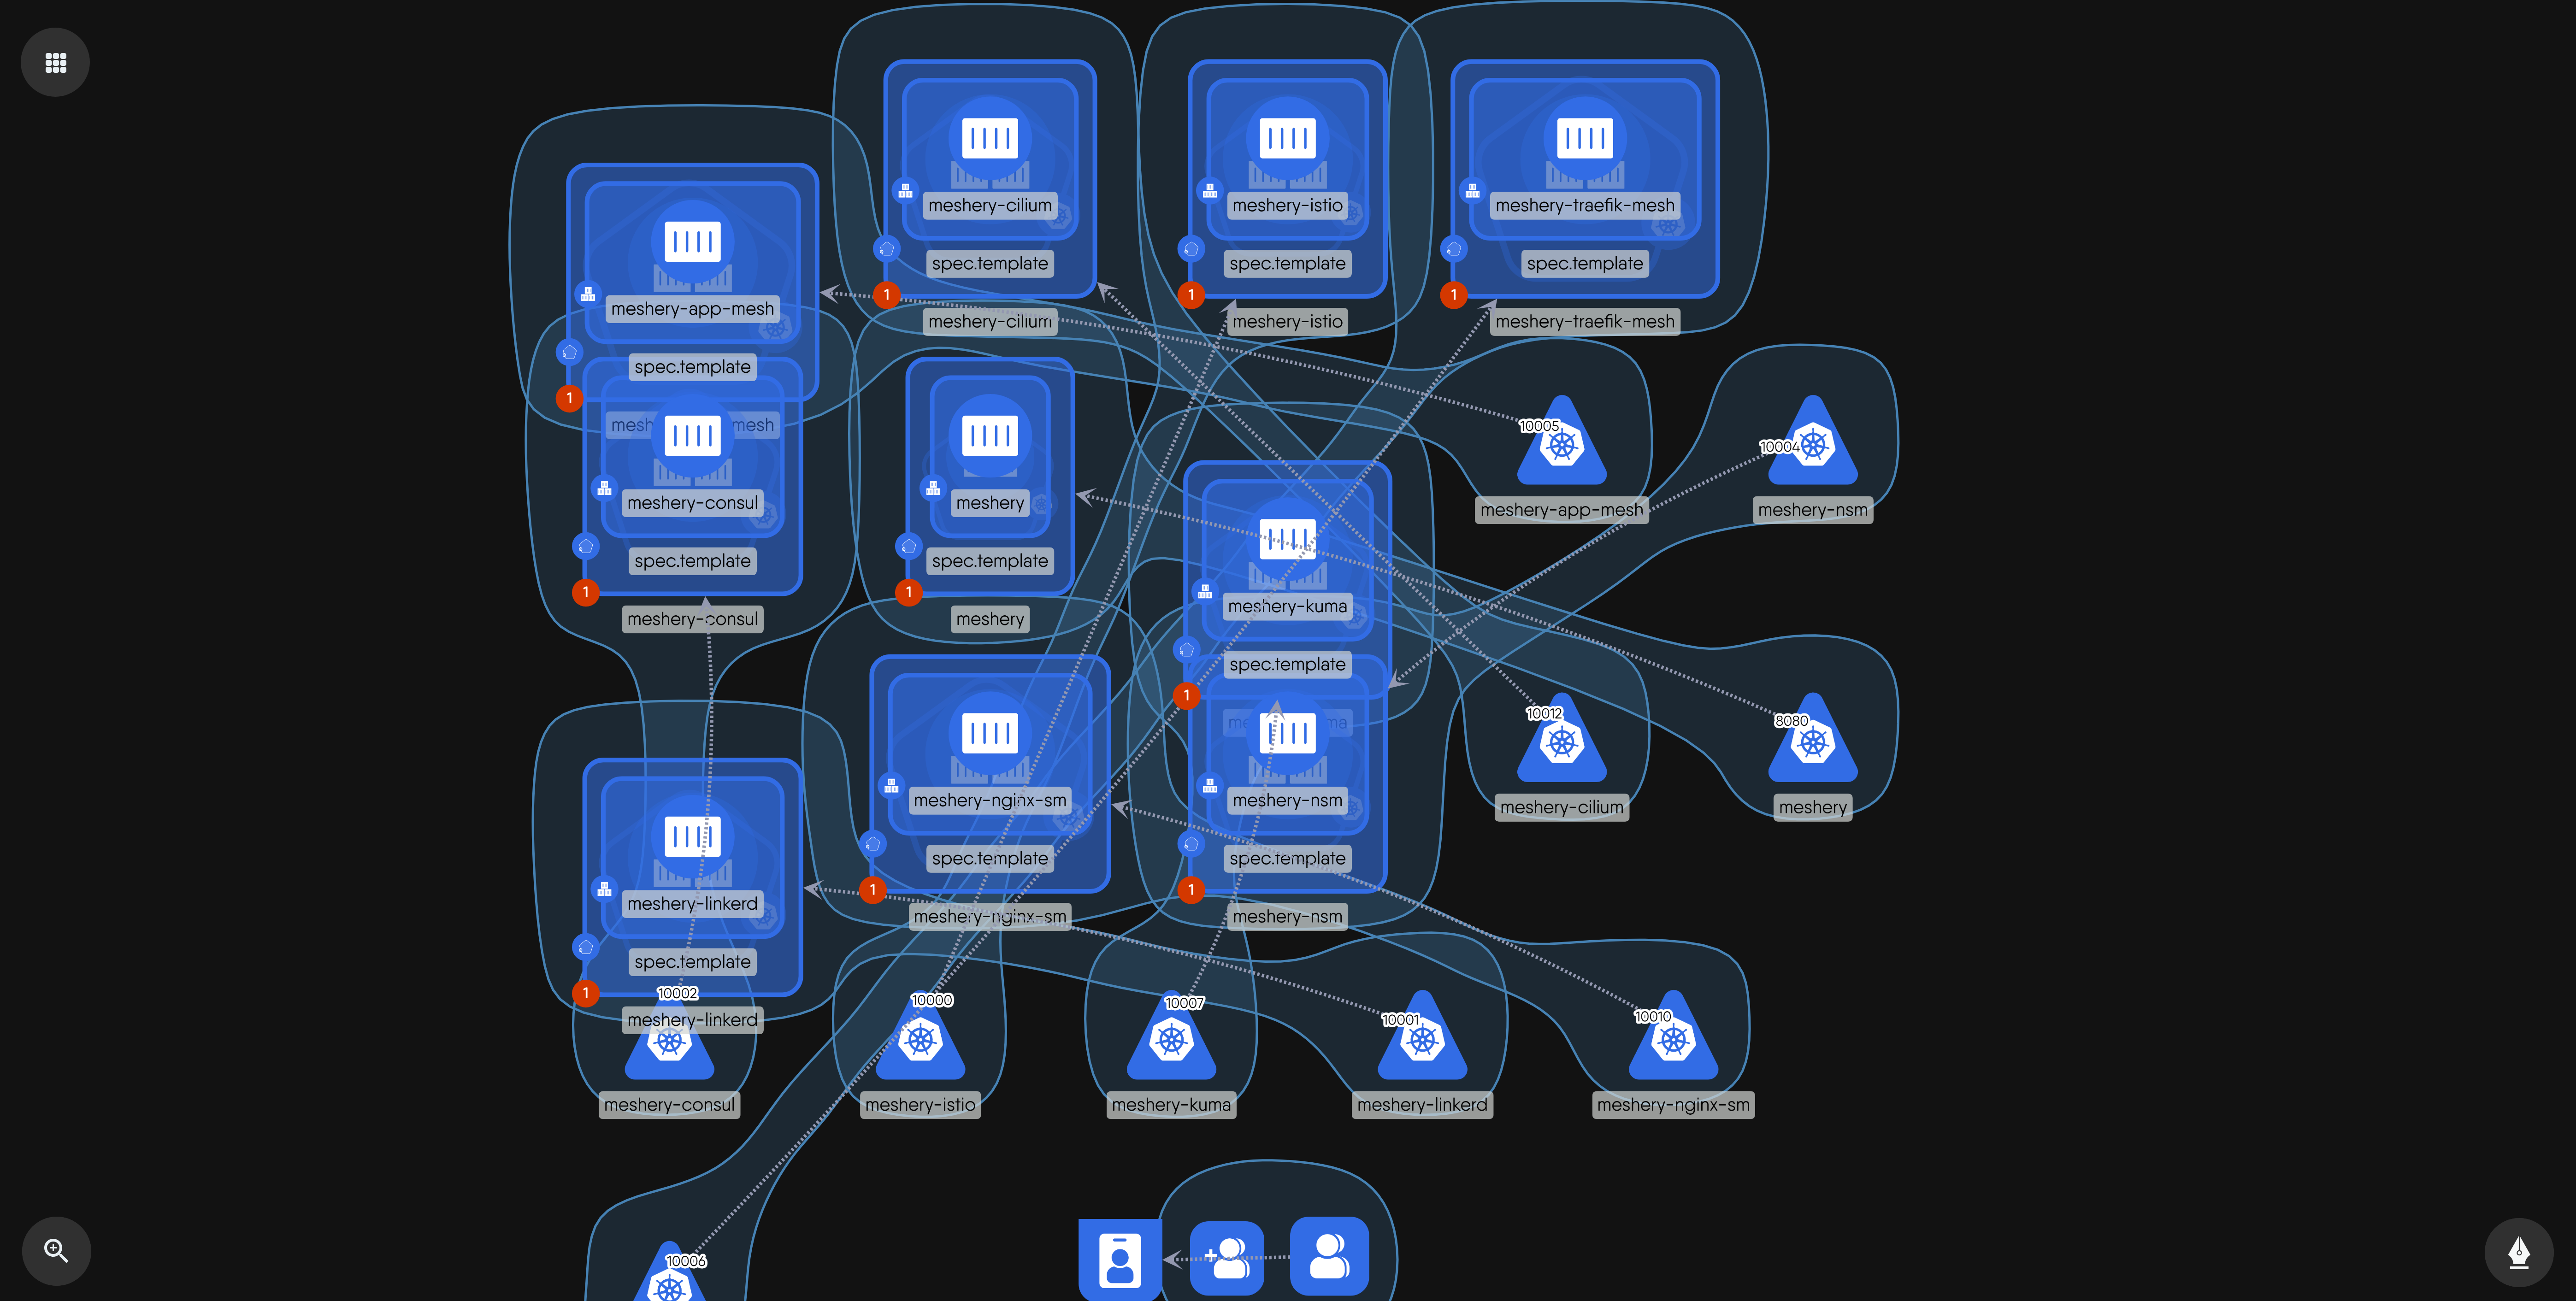 meshery-cilium
spec.template
1
meshery-cilium
meshery-istio
spec.template
1
meshery-istio
meshery-traefik-mesh
spec.template
1
meshery-traefik-mesh
meshery-app-mesh
spec.template
1
mesh mesh
meshery-consul
spec.template
1
meshery-consul
meshery
spec.template
1
meshery
10005
meshery-app-mesh
10004
meshery-nsm
meshery-kuma
spec.template
1
me ma
meshery-nsm
spec.template
1
meshery-nsm
meshery-nginx-sm
spec.template
1
meshery-nginx-sm
10012
meshery-cilium
8080
meshery
meshery-linkerd
spec.template
1
meshery-linkerd
10002
meshery-consul
10000
meshery-istio
10007
meshery-kuma
10001
meshery-linkerd
10010
meshery-nginx-sm
10006